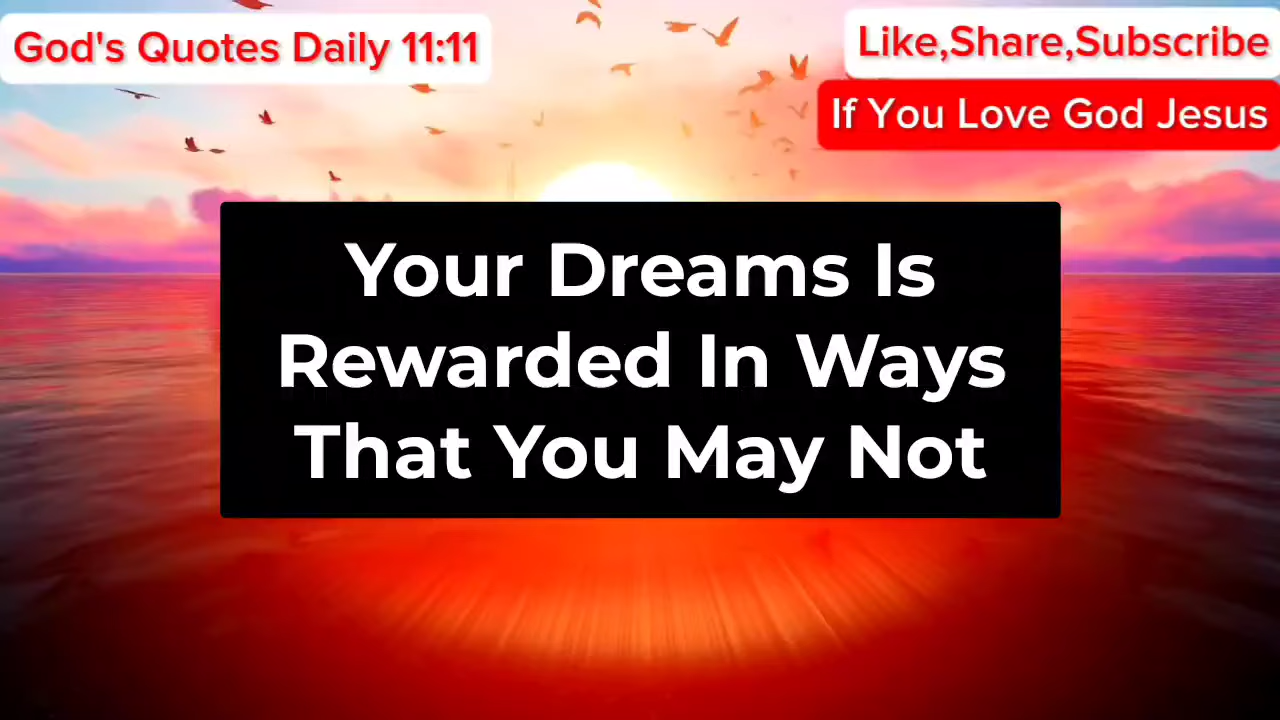 God's Quotes Daily 11:11
Like,Share,Subscribe
If You Love God Jesus
Your Dreams Is
Rewarded In Ways
That You May Not